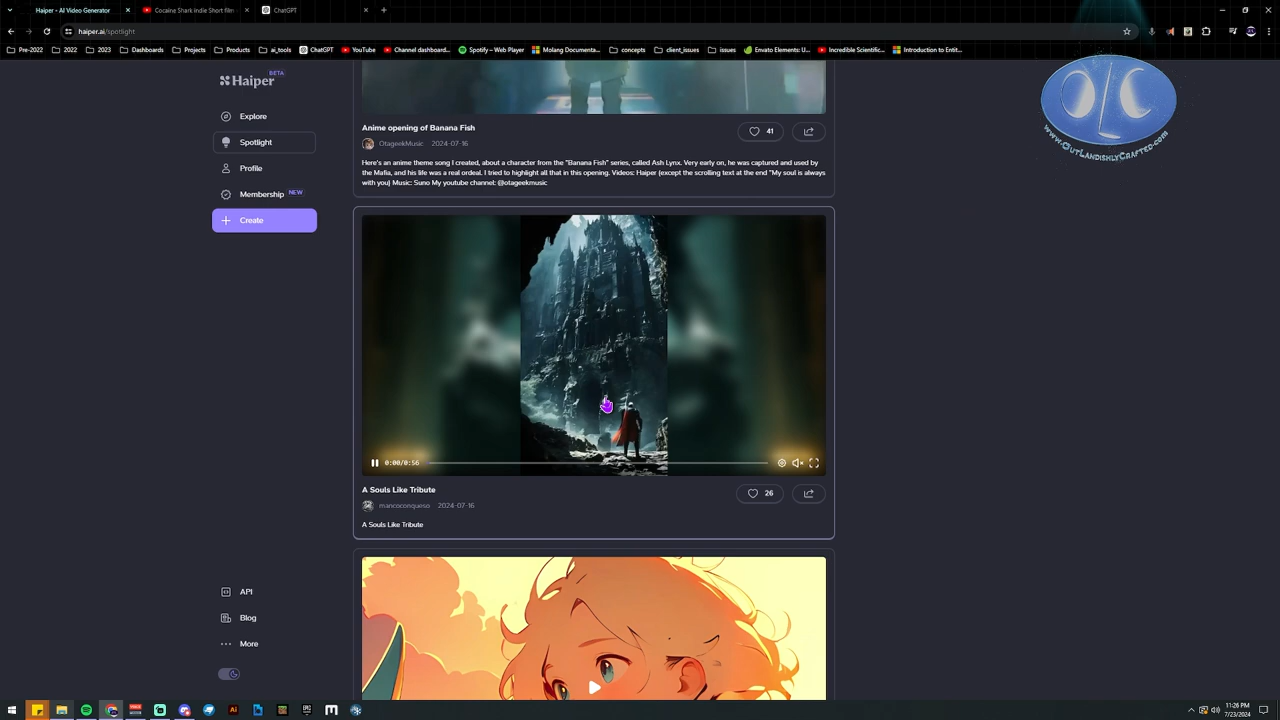 Haiper - AI Video Generator
Cocaine Shark indie Short film
ChatGPT
haiper.ai/spotlight
Pre-2022
2022
2023
Dashboards
Projects
Products
ai_tools
ChatGPT
YouTube
Channel dashboard...
Spotify – Web Player
Molang Documenta...
concepts
client_issues
issues
Envato Elements: U...
Incredible Scientific...
Introduction to Entit...
O/C
www.OutLandishlyCrafted.com
Haiper BETA
Explore
Spotlight
Profile
Membership NEW
Create
API
Blog
More
Anime opening of Banana Fish
OtageekMusic 2024-07-16
41
Here's an anime theme song I created, about a character from the "Banana Fish" series, called Ash Lynx. Very early on, he was captured and used by
the Mafia, and his life was a real ordeal. I tried to highlight all that in this opening. Videos: Haiper (except the scrolling text at the end "My soul is always
with you) Music: Suno My youtube channel: @otageekmusic
0:00/0:56
A Souls Like Tribute
mancoconqueso 2024-07-16
26
A Souls Like Tribute
11:26 PM
7/23/2024